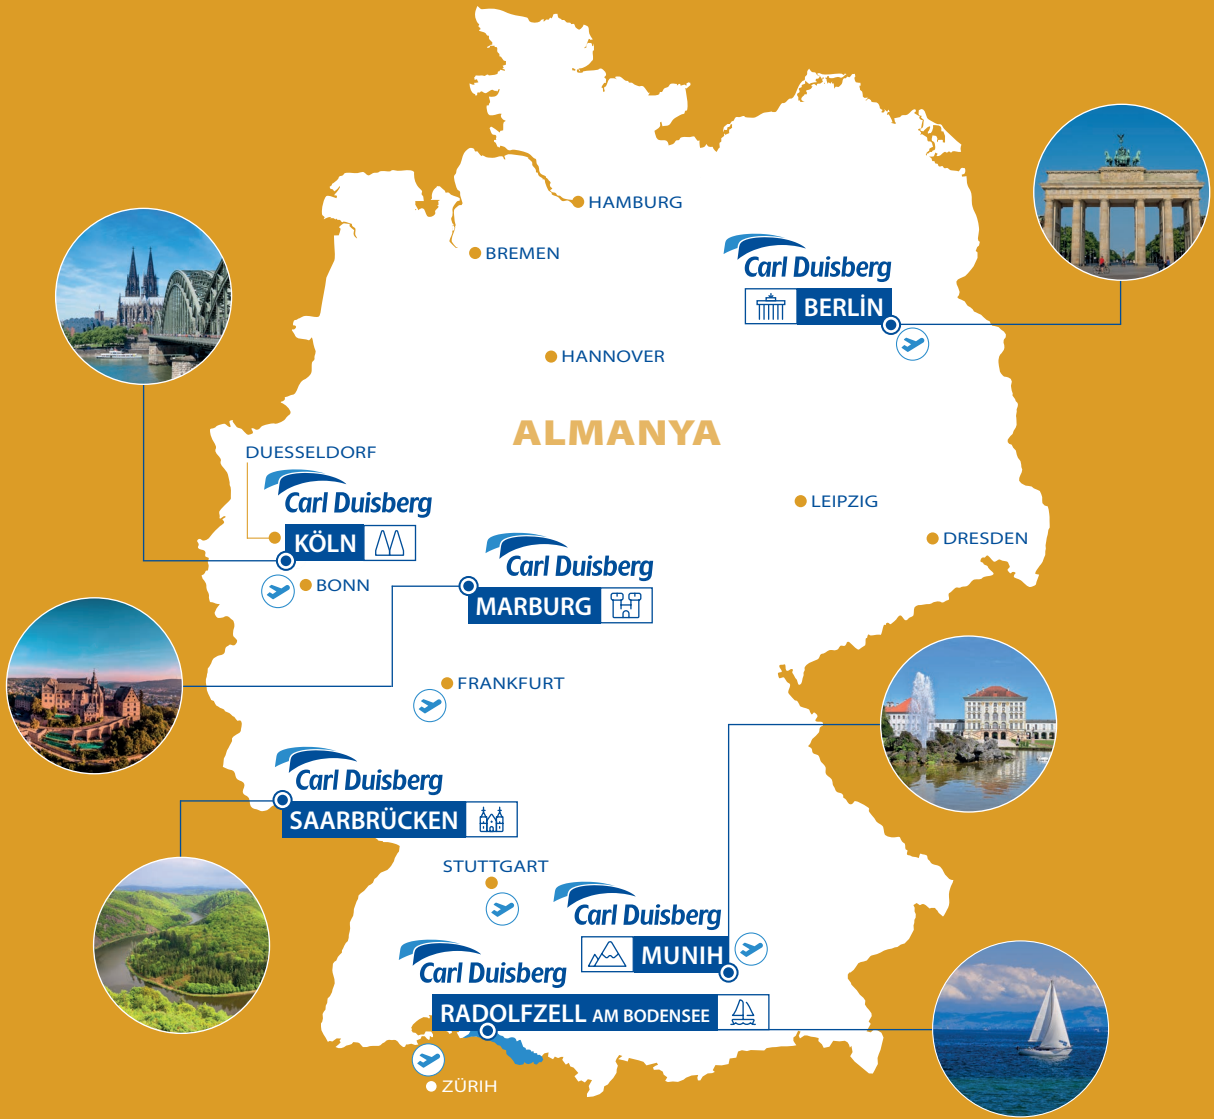 HAMBURG
BREMEN
Carl Duisberg
BERLİN
HANNOVER
ALMANYA
DUESSELDORF
Carl Duisberg
KÖLN
LEIPZIG
DRESDEN
BONN
Carl Duisberg
MARBURG
FRANKFURT
Carl Duisberg
SAARBRÜCKEN
STUTTGART
Carl Duisberg
MUNIH
Carl Duisberg
RADOLFZELL AM BODENSEE
ZÜRIH